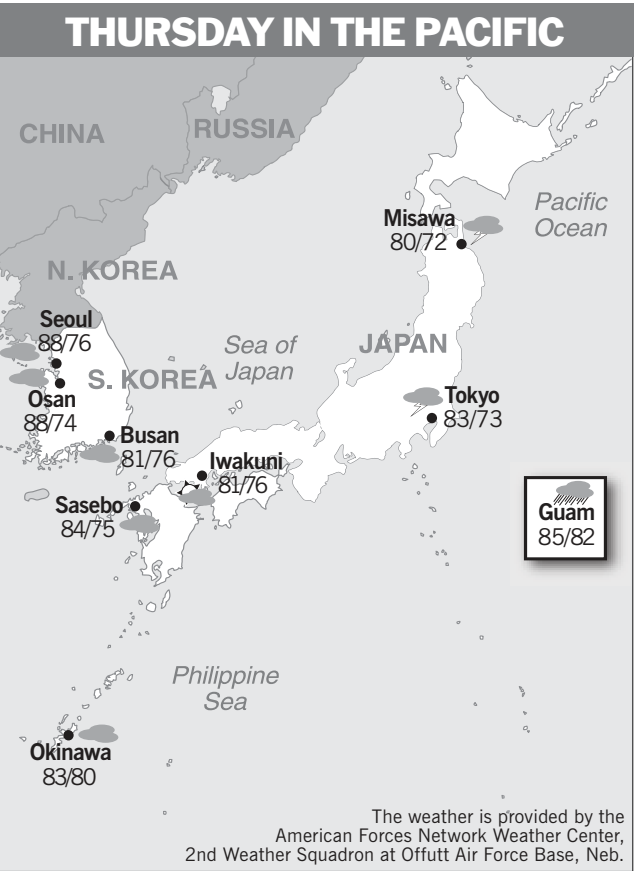 THURSDAY IN THE PACIFIC
CHINA
RUSSIA
Pacific
Ocean
Misawa
80/72
N. KOREA
Seoul
88/76
Sea of
Japan
JAPAN
S. KOREA
Osan
88/74
Tokyo
83/73
Busan
81/76
Iwakuni
81/76
Sasebo
84/75
Guam
85/82
Philippine
Sea
Okinawa
83/80
The weather is provided by the
American Forces Network Weather Center,
2nd Weather Squadron at Offutt Air Force Base, Neb.